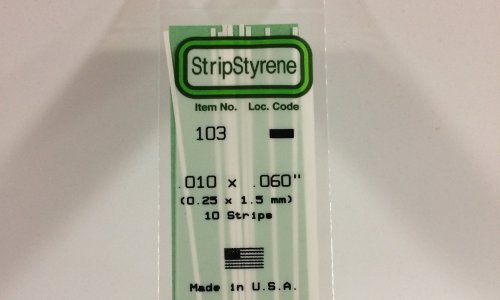 StripStyrene
Item No. Loc. Code
103
.010 x .060"
(0.25 x 1.5 mm)
10 Strips
Made in U.S.A.